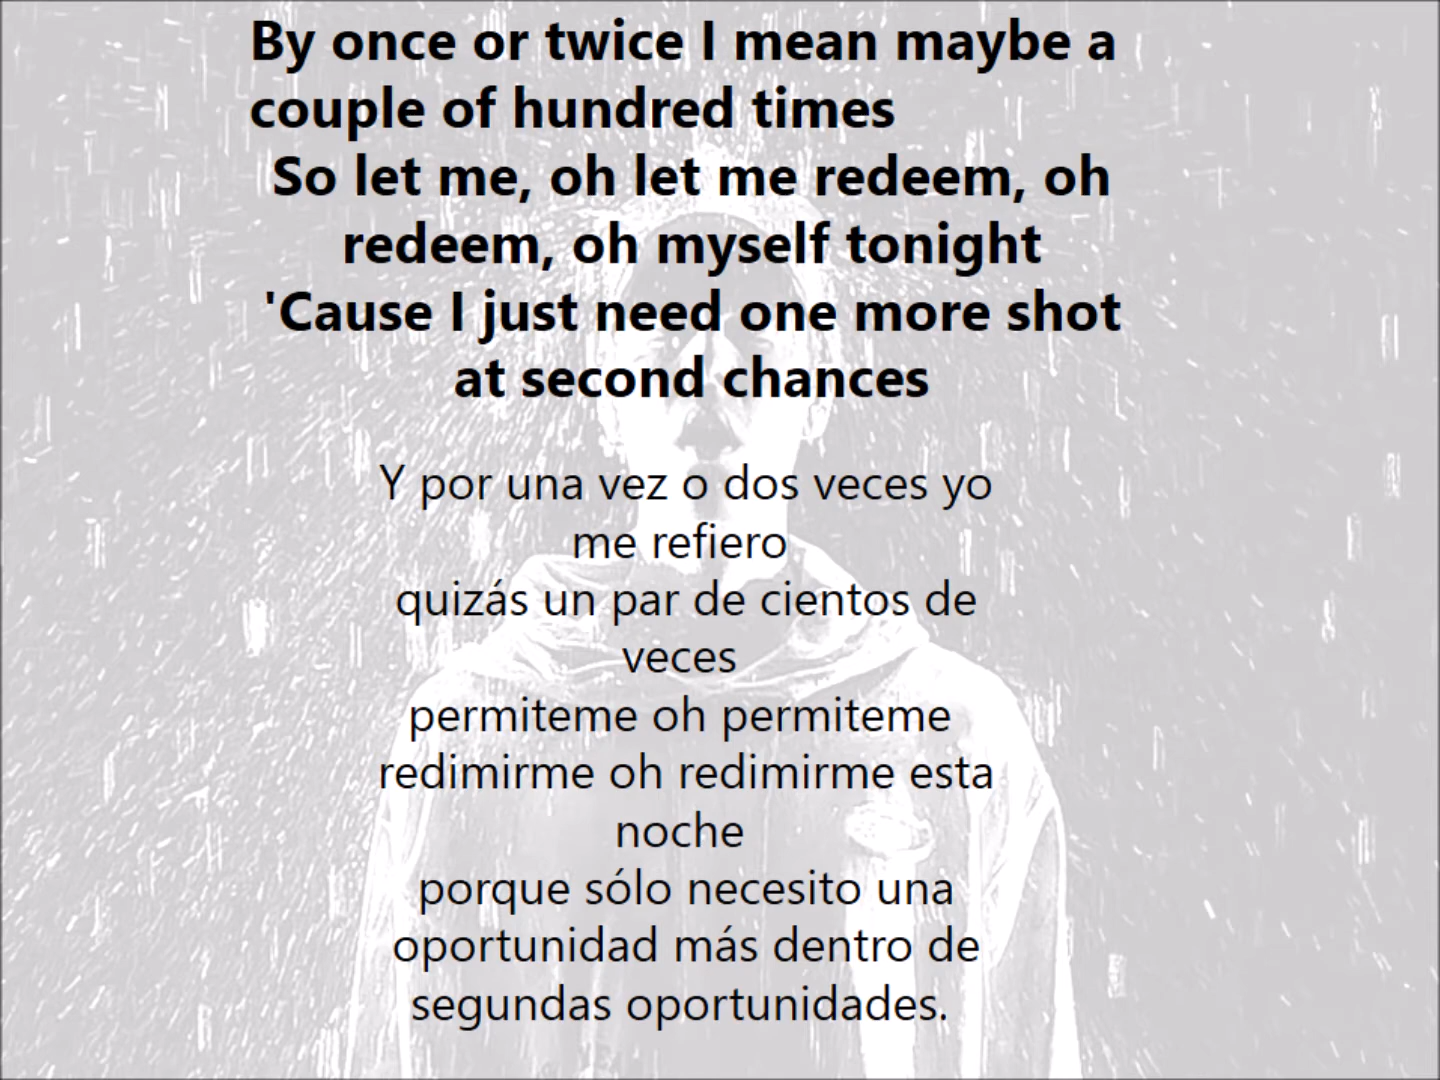 By once or twice I mean maybe a
couple of hundred times
So let me, oh let me redeem, oh
redeem, oh myself tonight
'Cause I just need one more shot
at second chances
Y por una vez o dos veces yo
me refiero
quizás un par de cientos de
veces
permiteme oh permiteme
redimirme oh redimirme esta
noche
porque sólo necesito una
oportunidad más dentro de
segundas oportunidades.